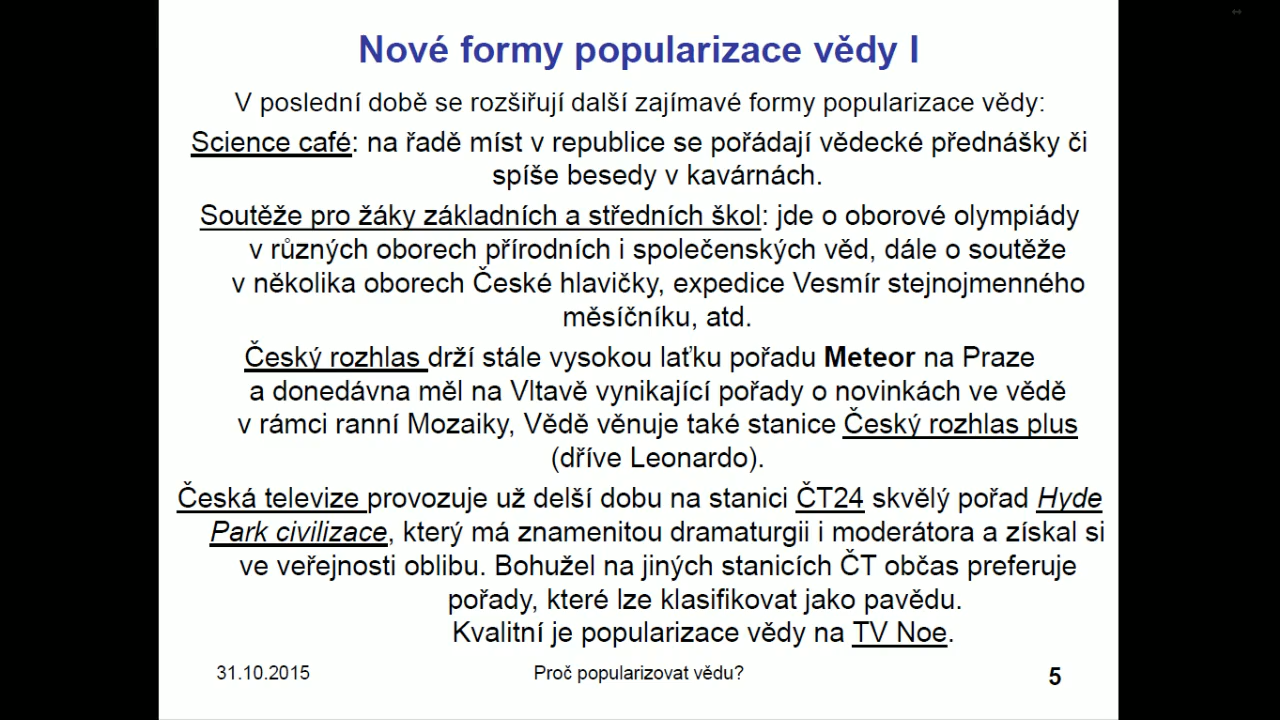 Nové formy popularizace vědy I
V poslední době se rozšiřují další zajímavé formy popularizace vědy:
Science café: na řadě míst v republice se pořádají vědecké přednášky či
spíše besedy v kavárnách.
Soutěže pro žáky základních a středních škol: jde o oborové olympiády
v různých oborech přírodních i společenských věd, dále o soutěže
v několika oborech České hlavičky, expedice Vesmír stejnojmenného
měsíčníku, atd.
Český rozhlas drží stále vysokou laťku pořadu Meteor na Praze
a donedávna měl na Vltavě vynikající pořady o novinkách ve vědě
v rámci ranní Mozaiky, Vědě věnuje také stanice Český rozhlas plus
(dříve Leonardo).
Česká televize provozuje už delší dobu na stanici ČT24 skvělý pořad Hyde
Park civilizace, který má znamenitou dramaturgii i moderátora a získal si
ve veřejnosti oblibu. Bohužel na jiných stanicích ČT občas preferuje
pořady, které lze klasifikovat jako pavědu.
Kvalitní je popularizace vědy na TV Noe.
31.10.2015 Proč popularizovat vědu? 5